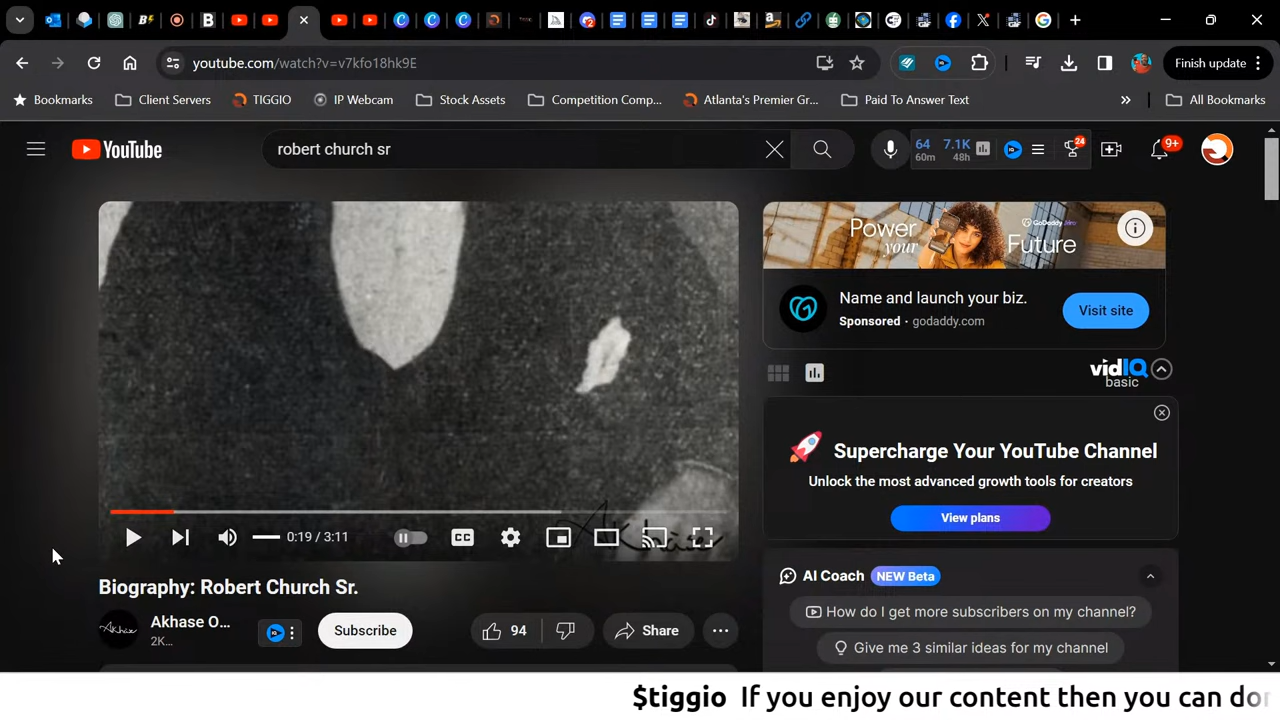 youtube.com/watch?v=v7kfo18hk9E
Finish update
Bookmarks
Client Servers
TIGGIO
IP Webcam
Stock Assets
Competition Comp...
Atlanta's Premier Gr...
Paid To Answer Text
All Bookmarks
YouTube
robert church sr
64
60m
7.1K
48h
24
9+
Power
your
Future
Name and launch your biz.
Sponsored · godaddy.com
Visit site
vidIQ
basic
Supercharge Your YouTube Channel
Unlock the most advanced growth tools for creators
View plans
AI Coach NEW Beta
How do I get more subscribers on my channel?
Give me 3 similar ideas for my channel
0:19 / 3:11
CC
Akhase
Biography: Robert Church Sr.
Akhase O...
2K...
Subscribe
94
Share
$tiggio If you enjoy our content then you can